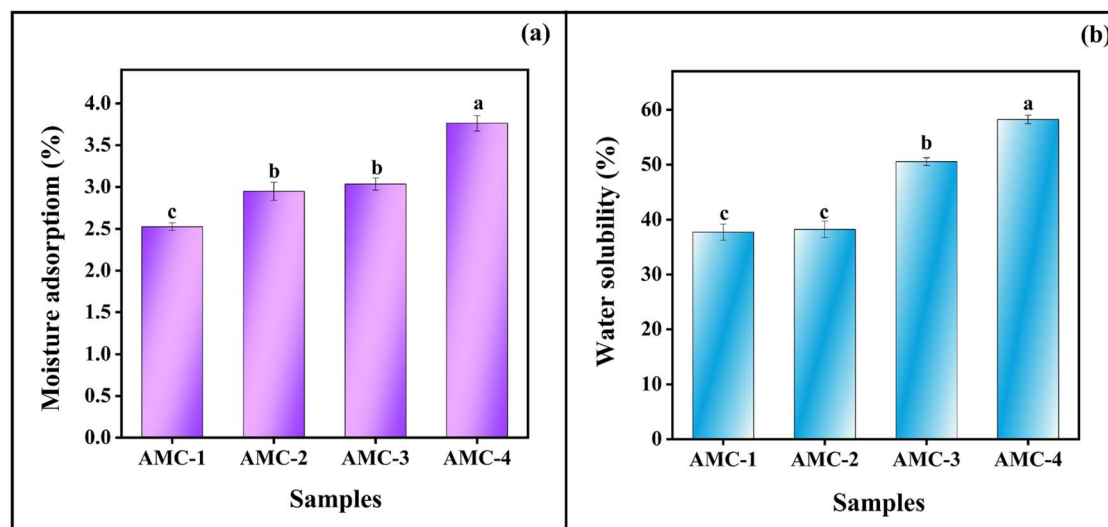 (a)
Moisture adsorptiom (%)
4.0
3.5
3.0
2.5
2.0
1.5
1.0
0.5
0.0
c
b
b
a
AMC-1 AMC-2 AMC-3 AMC-4
Samples
(b)
Water solubility (%)
60
50
40
30
20
10
0
c
c
b
a
AMC-1 AMC-2 AMC-3 AMC-4
Samples